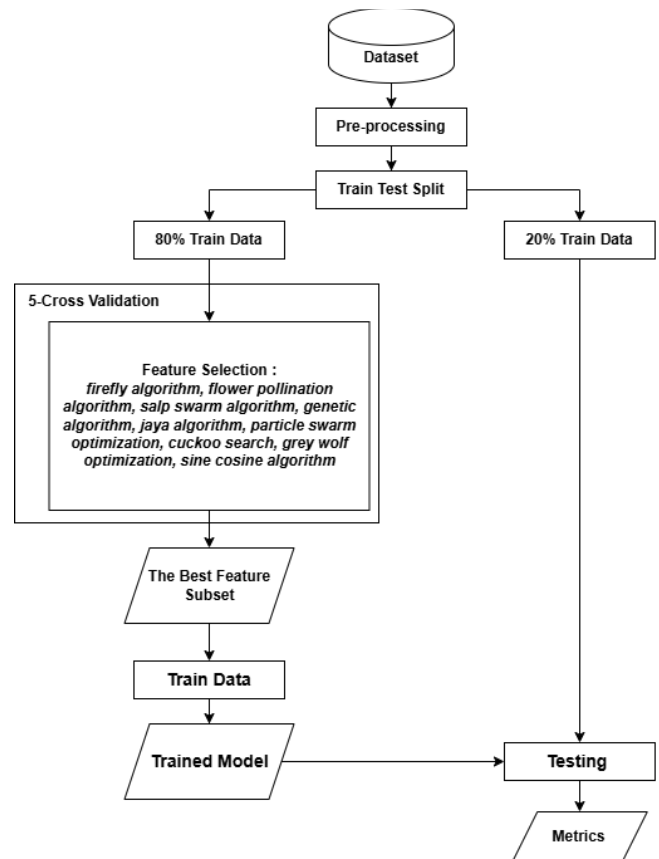 Dataset
Pre-processing
Train Test Split
80% Train Data
20% Train Data
5-Cross Validation
Feature Selection :
firefly algorithm, flower pollination
algorithm, salp swarm algorithm, genetic
algorithm, jaya algorithm, particle swarm
optimization, cuckoo search, grey wolf
optimization, sine cosine algorithm
The Best Feature
Subset
Train Data
Trained Model
Testing
Metrics